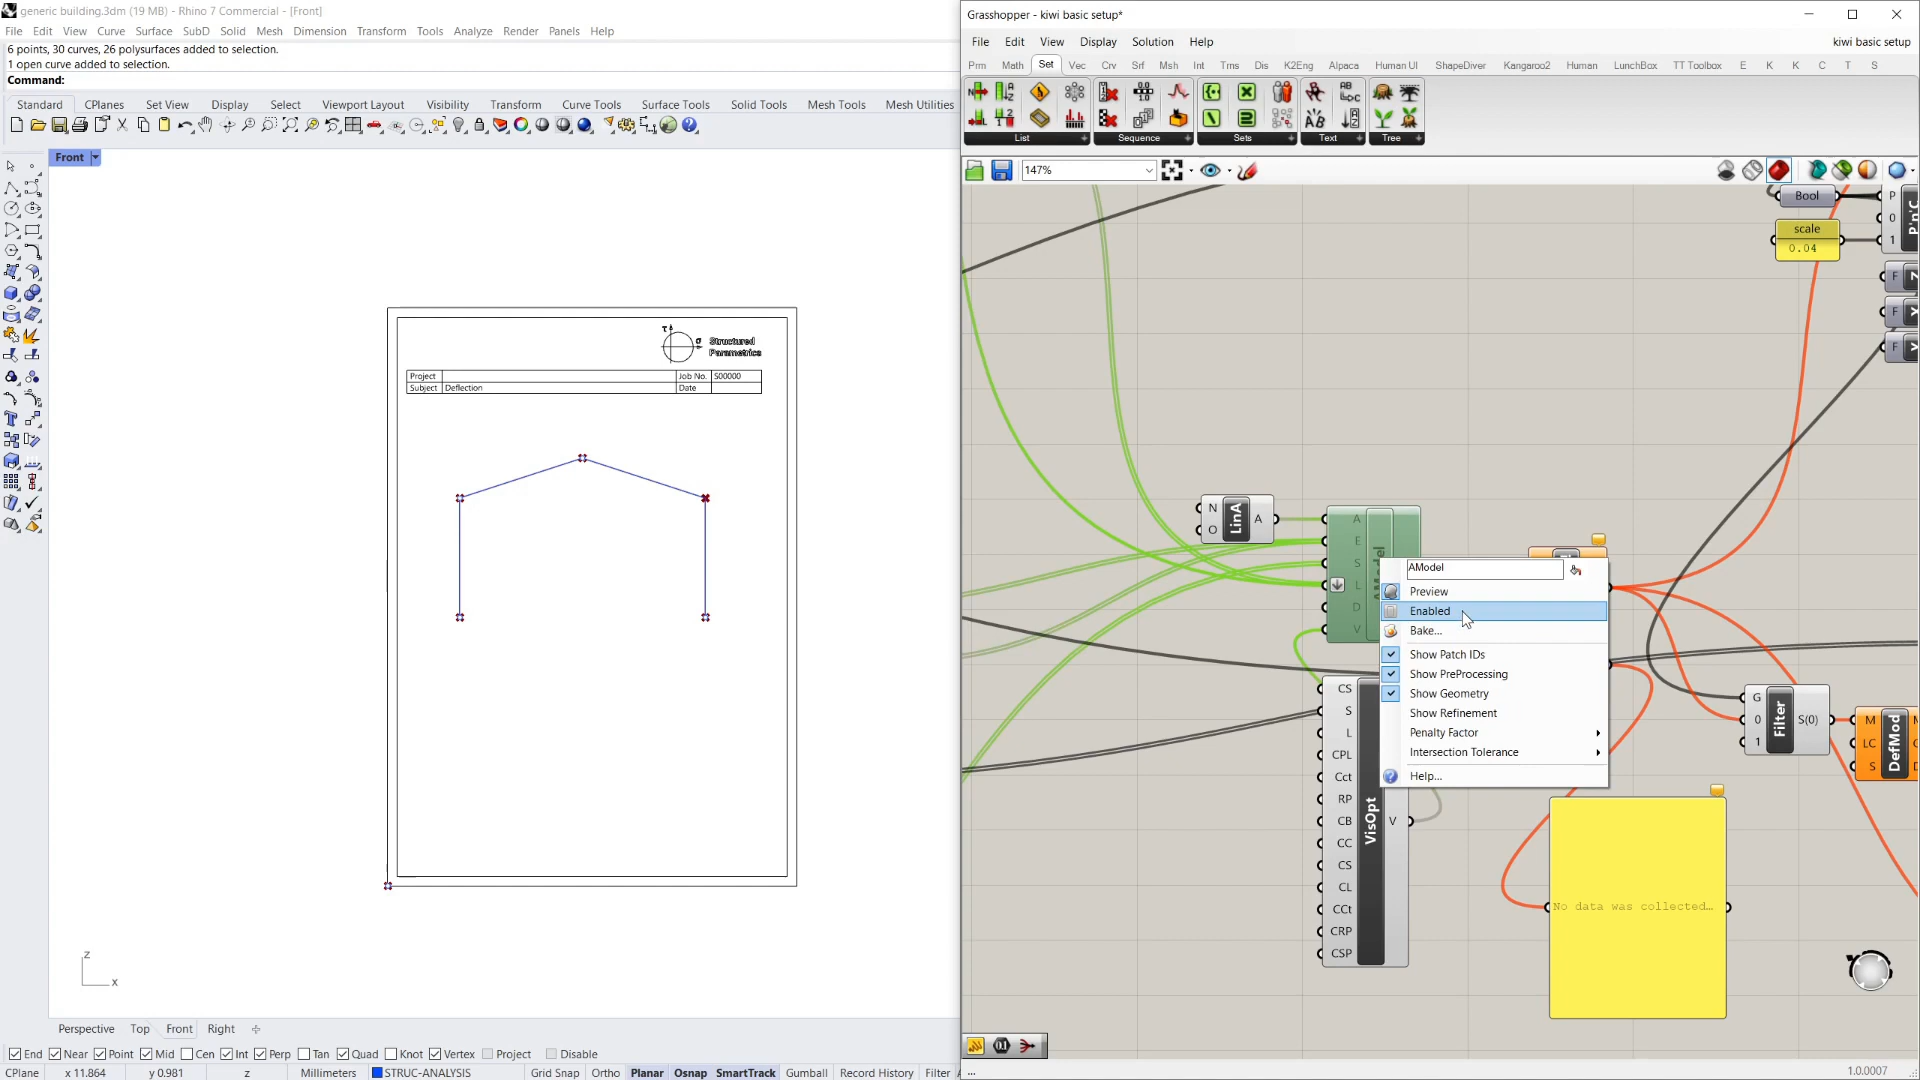 generic building.3dm (19 MB) - Rhino 7 Commercial - [Front]
File Edit View Curve Surface SubD Solid Mesh Dimension Transform Tools Analyze Render Panels Help
6 points, 30 curves, 26 polysurfaces added to selection.
1 open curve added to selection.
Command:
Standard CPlanes Set View Display Select Viewport Layout Visibility Transform Curve Tools Surface Tools Solid Tools Mesh Tools Mesh Utilities
Front
τ
σ
Structured
Parametrics
Project Job No. S00000
Subject Deflection Date
z
x
Perspective Top Front Right
End Near Point Mid Cen Int Perp Tan Quad Knot Vertex Project Disable
CPlane x 11.864 y 0.981 z Millimeters STRUC-ANALYSIS Grid Snap Ortho Planar Osnap SmartTrack Gumball Record History Filter
Grasshopper - kiwi basic setup*
File Edit View Display Solution Help kiwi basic setup
Prm Math Set Vec Crv Srf Msh Int Trns Dis K2Eng Alpaca Human UI ShapeDiver Kangaroo2 Human LunchBox TT Toolbox E K K C T S
List Sequence Sets Text Tree
147%
Bool
P
0
1
P'n'C
scale
0.04
F
F
F
N
O
LinA
A
A
E
S
L
D
V
AModel
Preview
Enabled
Bake...
Show Patch IDs
Show PreProcessing
Show Geometry
Show Refinement
Penalty Factor
Intersection Tolerance
Help...
CS
S
L
CPL
Cct
RP
CB
CC
CS
CL
CCt
CRP
CSP
VisOpt
V
G
0
1
Filter
S(0)
M
LC
S
DefMod
No data was collected...
...
1.0.0007